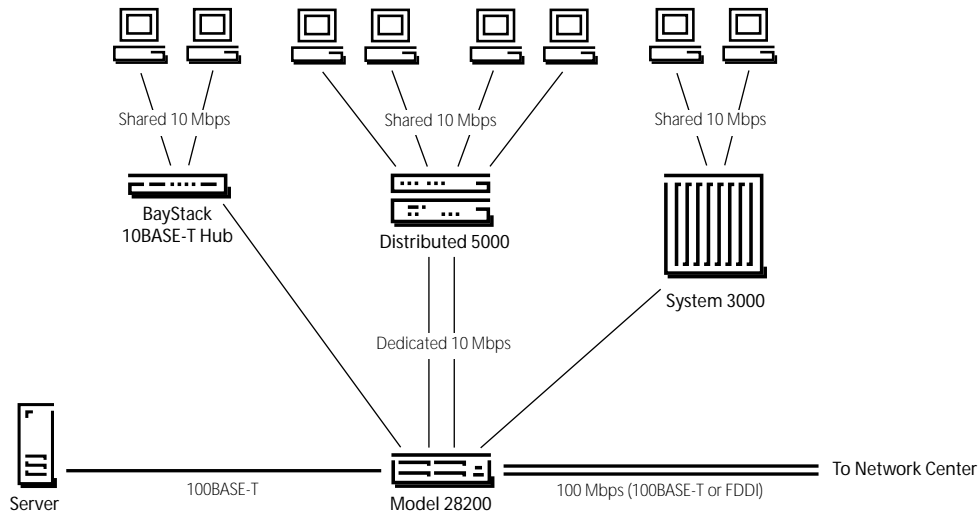 Shared 10 Mbps
Shared 10 Mbps
Shared 10 Mbps
BayStack
10BASE-T Hub
Distributed 5000
System 3000
Dedicated 10 Mbps
Server
100BASE-T
Model 28200
100 Mbps (100BASE-T or FDDI)
To Network Center